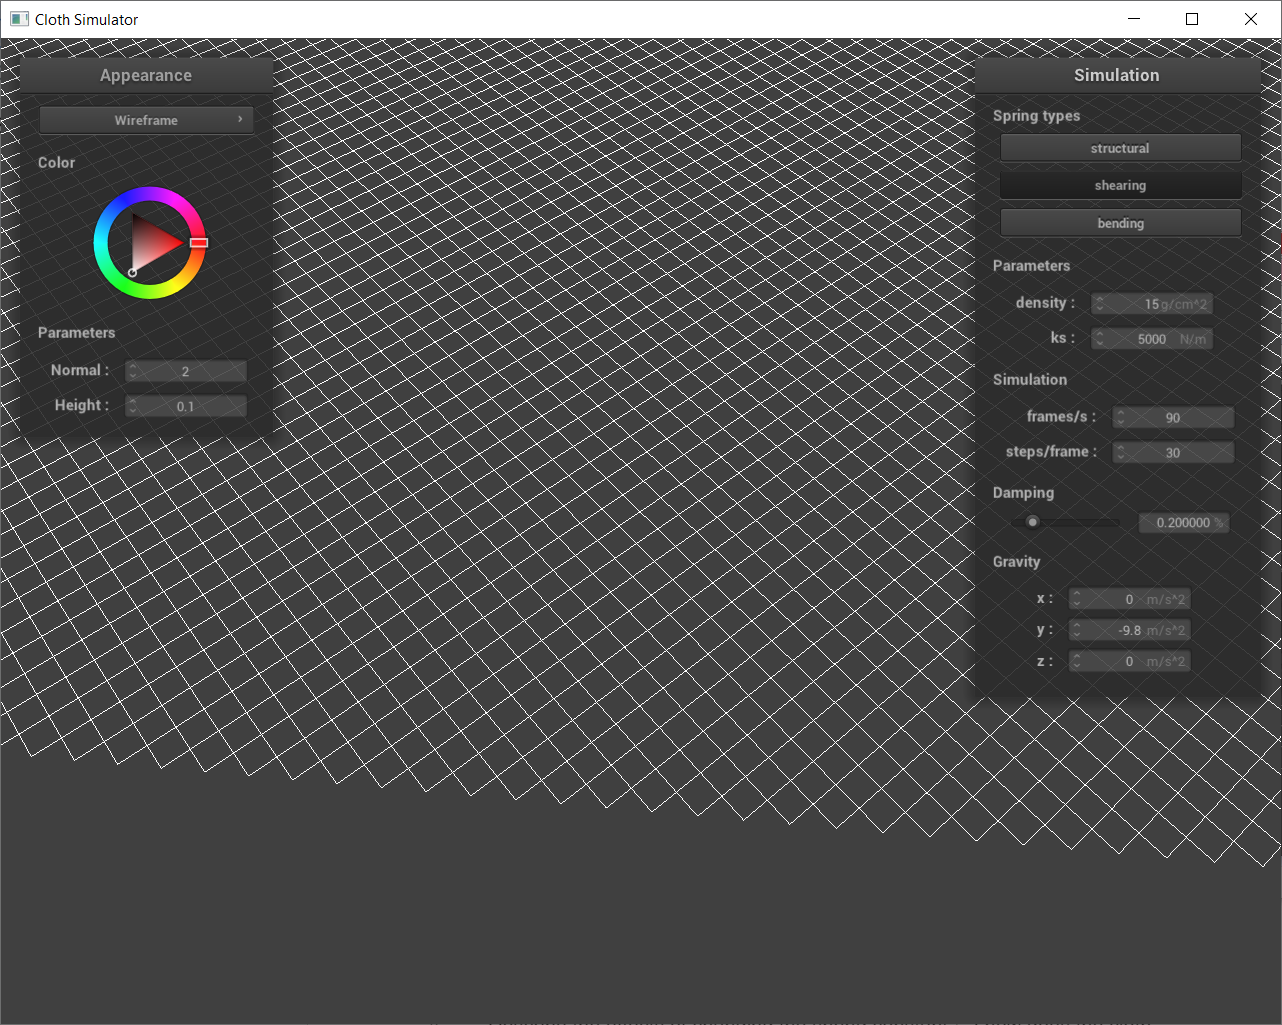 Cloth Simulator
Appearance
Wireframe
Color
Parameters
Normal : 2
Height : 0.1
Simulation
Spring types
structural
shearing
bending
Parameters
density : 15 g/cm^2
ks : 5000 N/m
Simulation
frames/s : 90
steps/frame : 30
Damping
0.200000 %
Gravity
x : 0 m/s^2
y : -9.8 m/s^2
z : 0 m/s^2